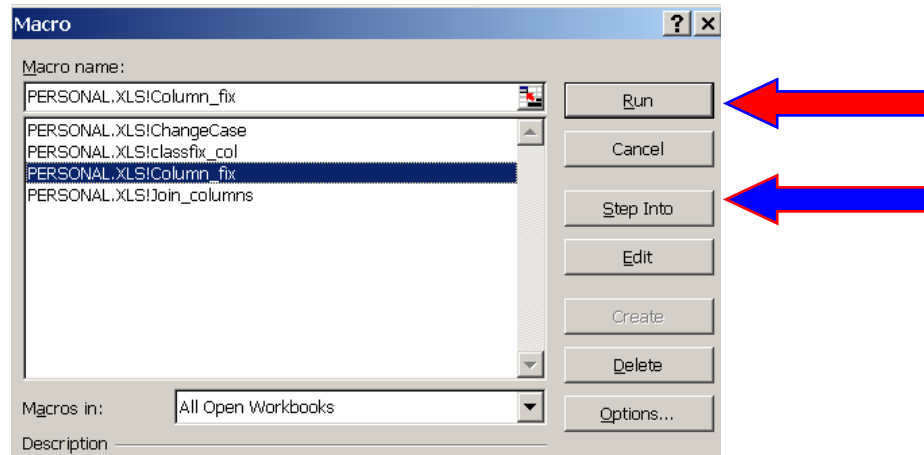 Macro
Macro name:
PERSONAL.XLS!Column_fix
Run
PERSONAL.XLS!ChangeCase
PERSONAL.XLS!classfix_col
PERSONAL.XLS!Column_fix
PERSONAL.XLS!Join_columns
Cancel
Step Into
Edit
Create
Delete
Macros in:
All Open Workbooks
Options...
Description